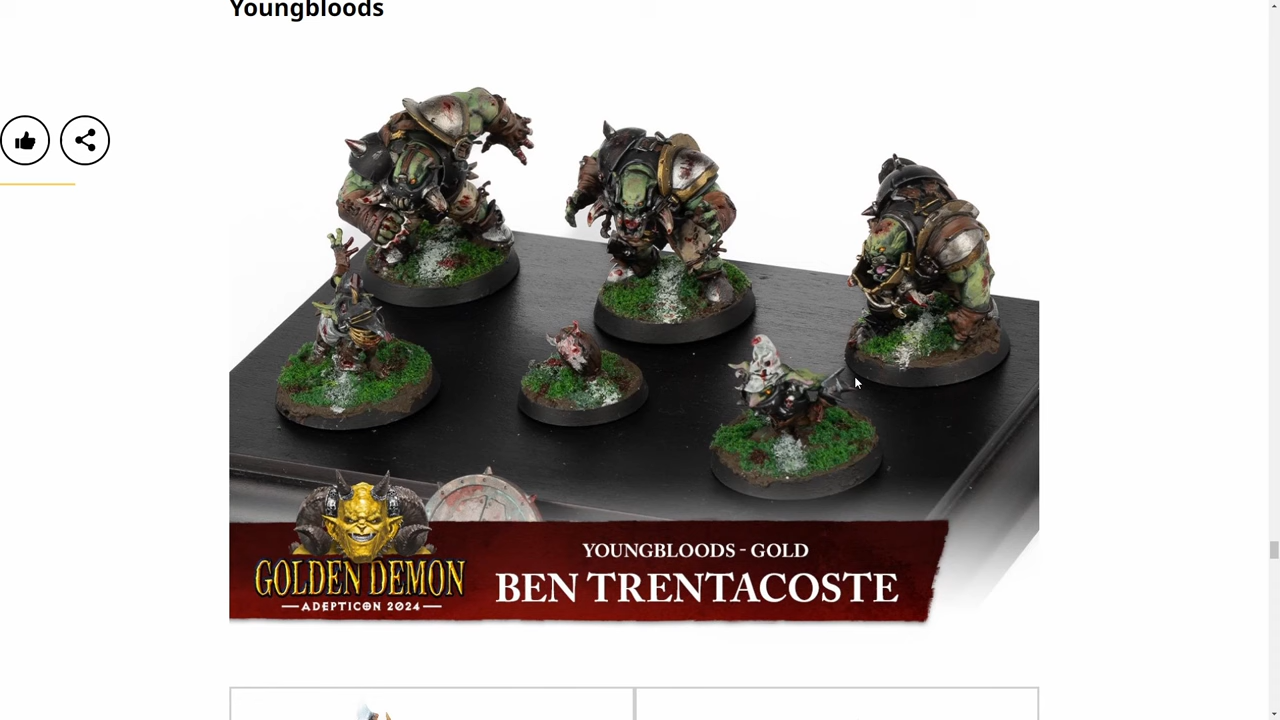 Youngbloods
YOUNGBLOODS - GOLD
BEN TRENTACOSTE
GOLDEN DEMON
—ADEPTICON 2024—